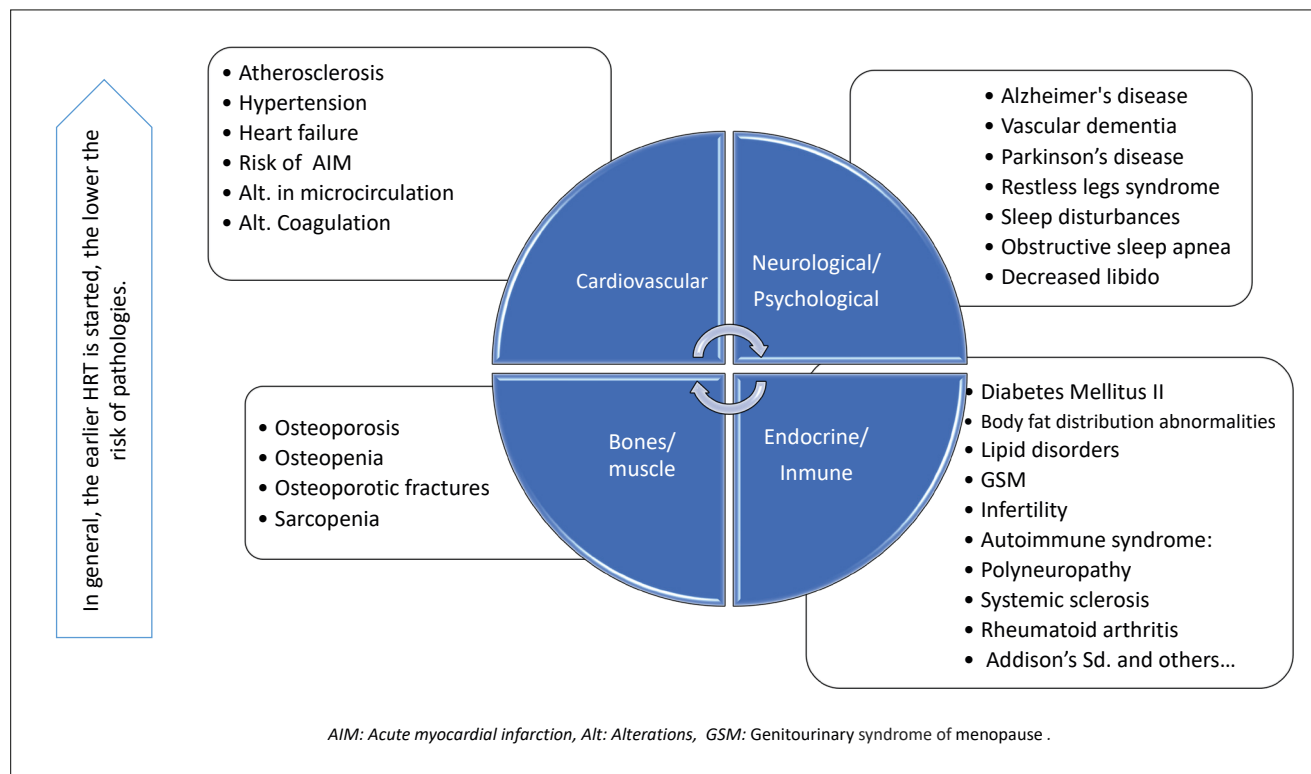 In general, the earlier HRT is started, the lower the
risk of pathologies.
• Atherosclerosis
• Hypertension
• Heart failure
• Risk of AIM
• Alt. in microcirculation
• Alt. Coagulation
• Alzheimer's disease
• Vascular dementia
• Parkinson’s disease
• Restless legs syndrome
• Sleep disturbances
• Obstructive sleep apnea
• Decreased libido
Cardiovascular
Neurological/
Psychological
Bones/
muscle
Endocrine/
Inmune
• Osteoporosis
• Osteopenia
• Osteoporotic fractures
• Sarcopenia
• Diabetes Mellitus II
• Body fat distribution abnormalities
• Lipid disorders
• GSM
• Infertility
• Autoimmune syndrome:
• Polyneuropathy
• Systemic sclerosis
• Rheumatoid arthritis
• Addison’s Sd. and others…
AIM: Acute myocardial infarction, Alt: Alterations, GSM: Genitourinary syndrome of menopause .